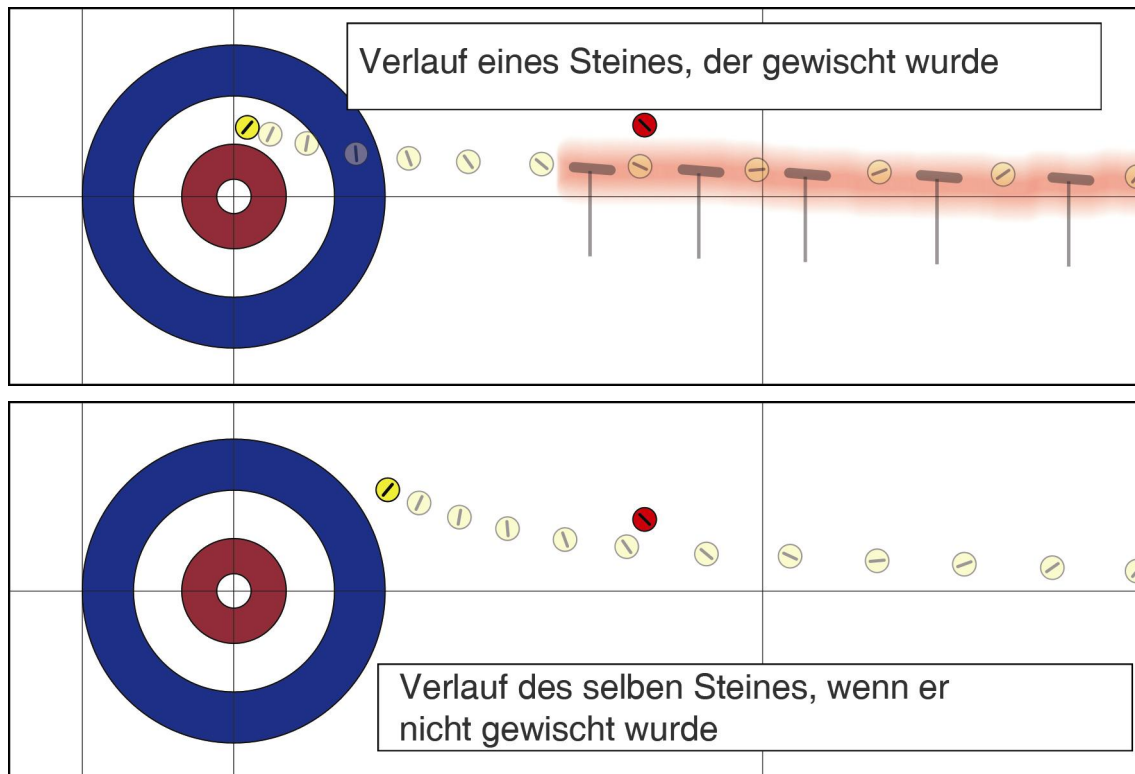 Verlauf eines Steines, der gewischt wurde
Verlauf des selben Steines, wenn er
nicht gewischt wurde